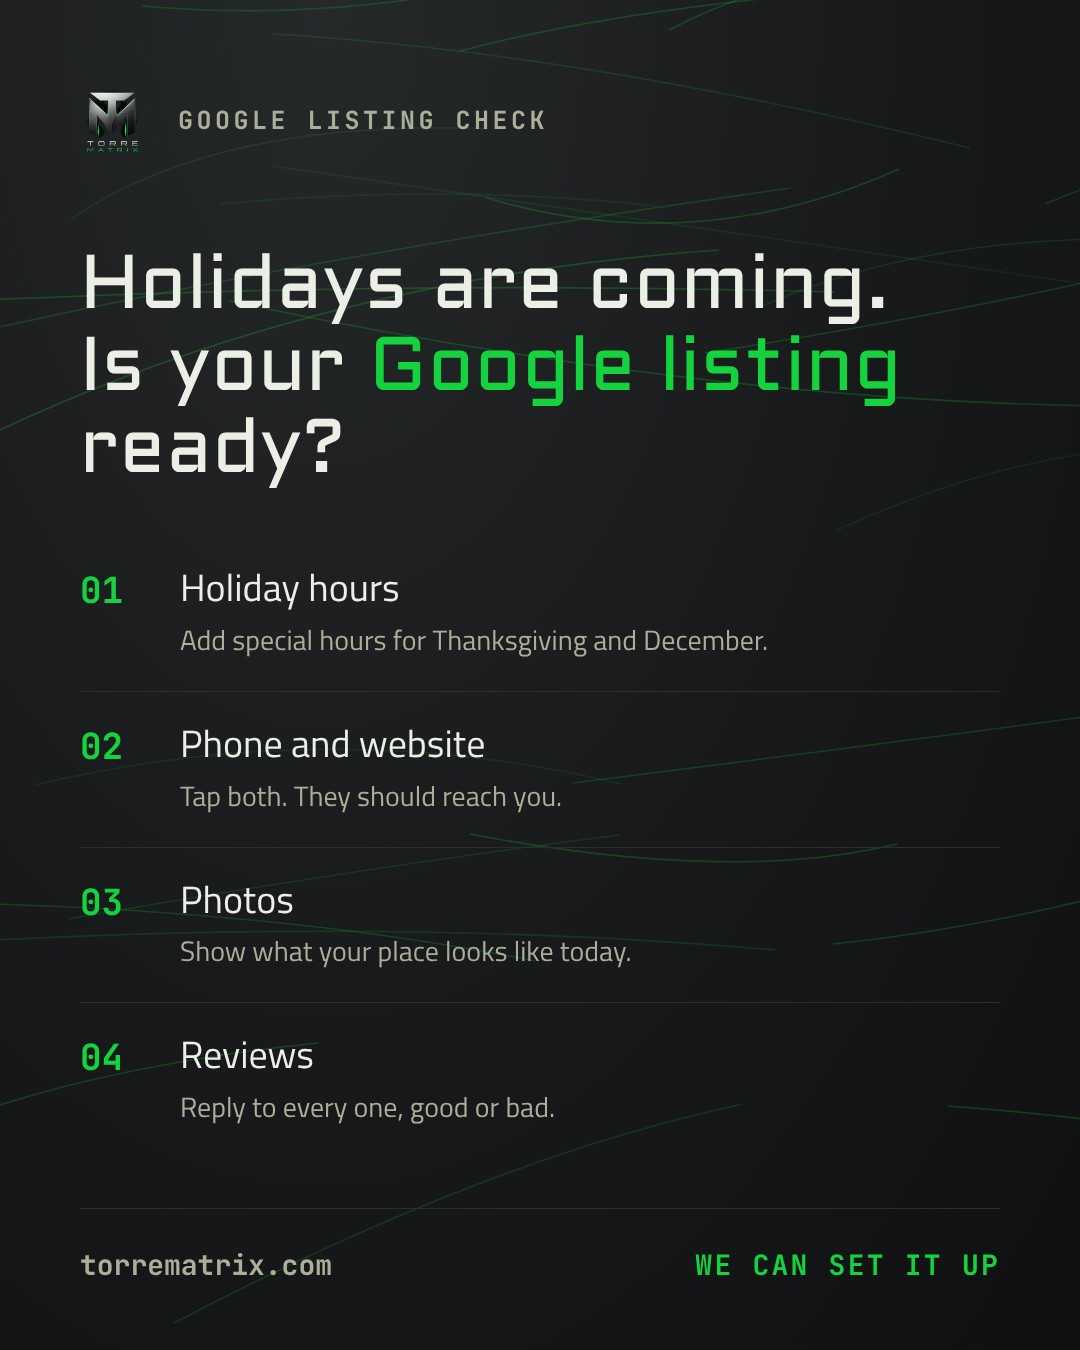 TORRE
MATRIX
GOOGLE LISTING CHECK
Holidays are coming.
Is your Google listing
ready?
01 Holiday hours
Add special hours for Thanksgiving and December.
02 Phone and website
Tap both. They should reach you.
03 Photos
Show what your place looks like today.
04 Reviews
Reply to every one, good or bad.
torrematrix.com
WE CAN SET IT UP